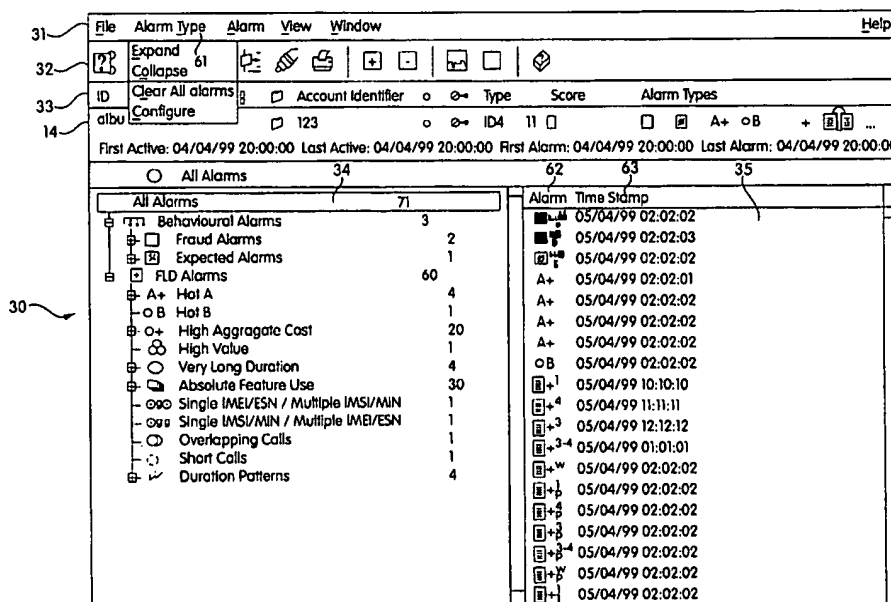 31 File Alarm Type Alarm View Window Help
32 ? Expand 61 + - ?
Collapse
33 ID Clear All alarms Account Identifier Type Score Alarm Types
Configure
14 albu 123 ID4 11 A+ B + ...
First Active: 04/04/99 20:00:00 Last Active: 04/04/99 20:00:00 First Alarm: 04/04/99 20:00:00 Last Alarm: 04/04/99 20:00:00
All Alarms 34 62 63 35
All Alarms 71 Alarm Time Stamp
Behavioural Alarms 3 05/04/99 02:02:02
Fraud Alarms 2 05/04/99 02:02:03
Expected Alarms 1 05/04/99 02:02:02
+ FLD Alarms 60 A+ 05/04/99 02:02:01
30 A+ Hot A 4 A+ 05/04/99 02:02:02
B Hot B 1 A+ 05/04/99 02:02:02
+ High Aggragate Cost 20 A+ 05/04/99 02:02:02
High Value 1 B 05/04/99 02:02:02
Very Long Duration 4 +1 05/04/99 10:10:10
Absolute Feature Use 30 +4 05/04/99 11:11:11
Single IMEI/ESN / Multiple IMSI/MIN 1 +3 05/04/99 12:12:12
Single IMSI/MIN / Multiple IMEI/ESN 1 +3-4 05/04/99 01:01:01
Overlapping Calls 1 +W 05/04/99 02:02:02
Short Calls 1 +1 p 05/04/99 02:02:02
Duration Patterns 4 +4 p 05/04/99 02:02:02
+3 p 05/04/99 02:02:02
+3-4 p 05/04/99 02:02:02
+W p 05/04/99 02:02:02
+1 05/04/99 02:02:02